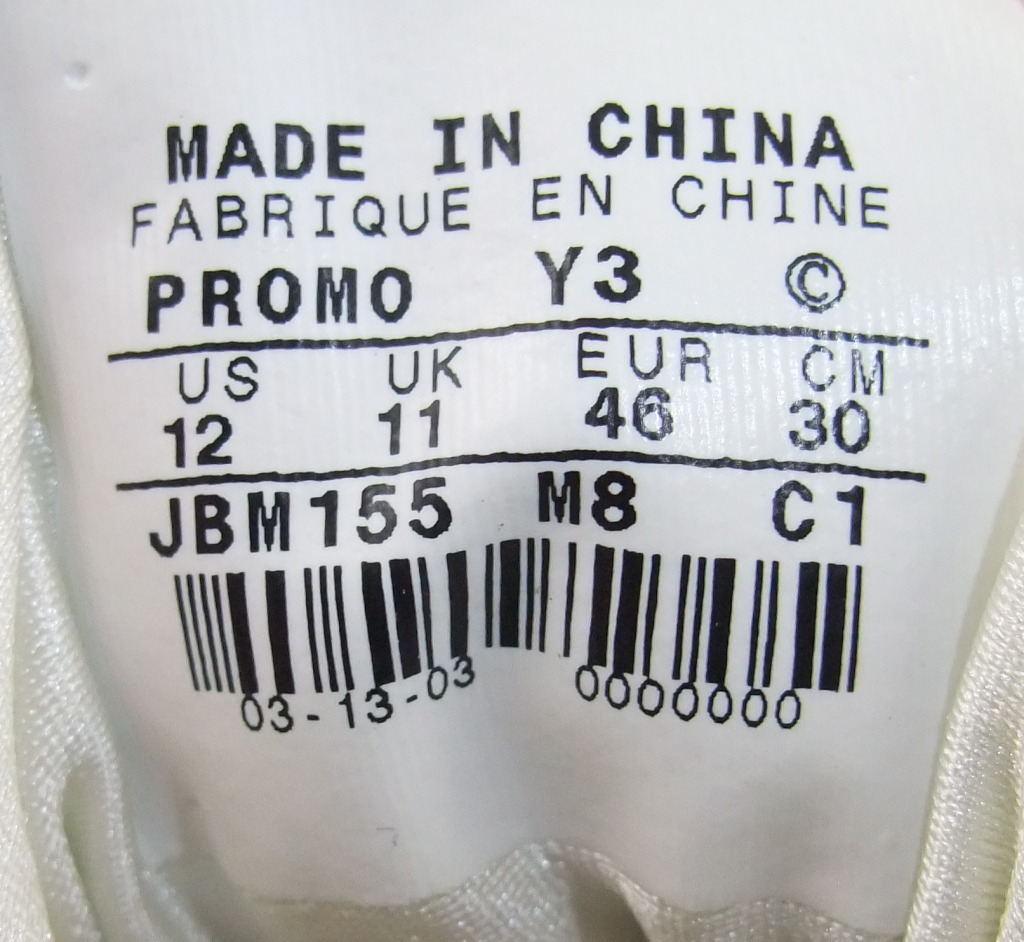 MADE IN CHINA
FABRIQUE EN CHINE
PROMO Y3 ©
US UK EUR CM
12 11 46 30
JBM155 M8 C1
03-13-03 0000000